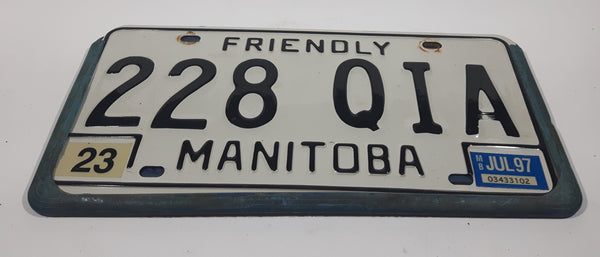 FRIENDLY
228 QIA
23
MANITOBA
MB
JUL97
03433102